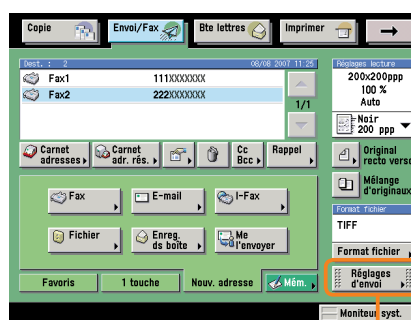 Copie
Envoi/Fax
Bte lettres
Imprimer
Dest. : 2
08/08 2007 11:25
Fax1 111XXXXXXX
Fax2 222XXXXXXX
1/1
Carnet
adresses
Carnet
adr. rés.
Cc
Bcc
Rappel
Fax
E-mail
I-Fax
Fichier
Enreg.
ds boîte
Me
l'envoyer
Favoris
1 touche
Nouv. adresse
Mém.
Réglages lecture
200x200ppp
100 %
Auto
Noir
200 ppp
Original
recto verso
Mélange
d'originaux
Format fichier
TIFF
Format fichier
Réglages
d'envoi
Moniteur syst.